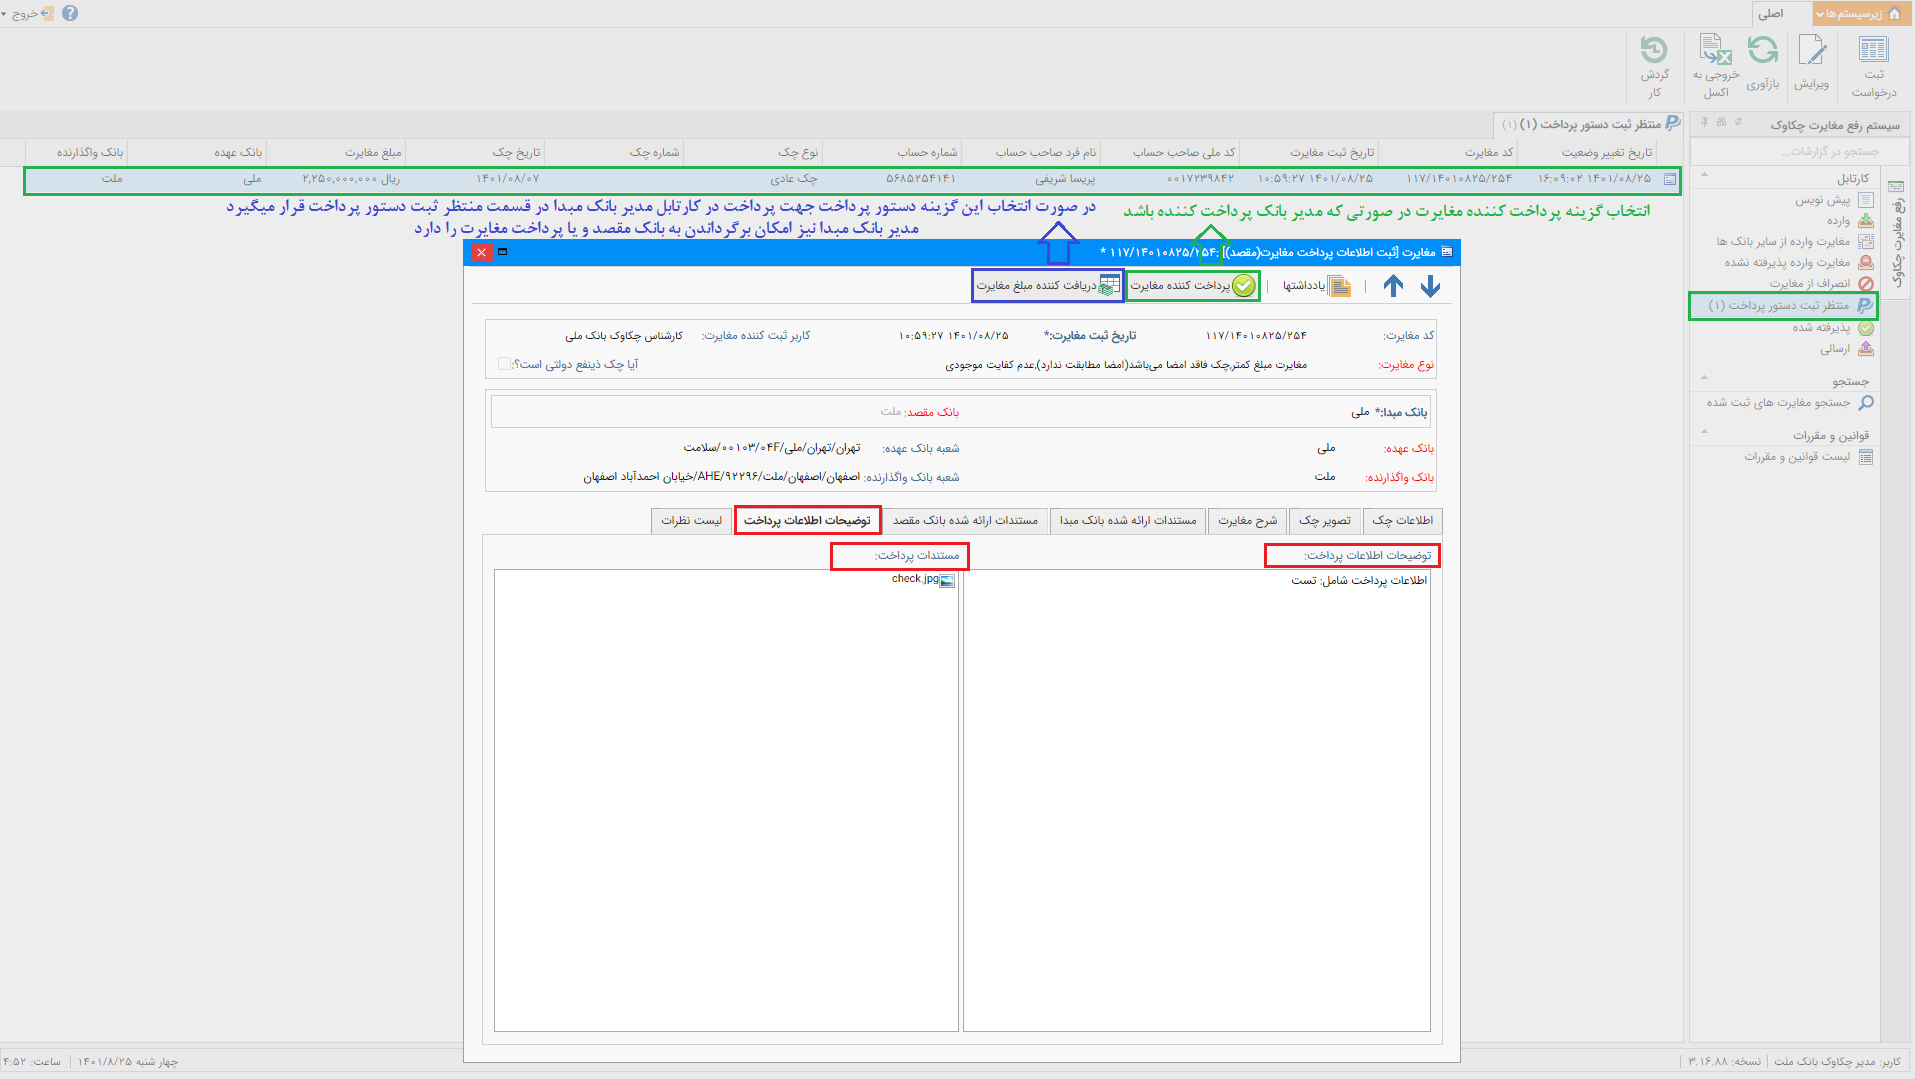 زیرسیستم‌ها
اصلی
خروج
ثبت درخواست
ویرایش
بازآوری
خروجی به اکسل
گردش کار
سیستم رفع مغایرت چکاوک
جستجو در گزارشات...
رفع مغایرت چکاوک
کارتابل
پیش نویس
وارده
مغایرت وارده از سایر بانک ها
مغایرت وارده پذیرفته نشده
انصراف از مغایرت
منتظر ثبت دستور پرداخت (۱)
پذیرفته شده
ارسالی
جستجو
جستجو مغایرت های ثبت شده
قوانین و مقررات
لیست قوانین و مقررات
منتظر ثبت دستور پرداخت (۱) (۱)
تاریخ تغییر وضعیت کد مغایرت تاریخ ثبت مغایرت کد ملی صاحب حساب نام فرد صاحب حساب شماره حساب نوع چک شماره چک تاریخ چک مبلغ مغایرت بانک عهده بانک واگذارنده
۱۴۰۱/۰۸/۲۵ ۱۶:۰۹:۰۲ ۱۱۷/۱۴۰۱۰۸۲۵/۲۵۴ ۱۴۰۱/۰۸/۲۵ ۱۰:۵۹:۲۷ ۰۰۱۷۲۳۹۸۴۲ پریسا شریفی ۵۶۸۵۲۵۴۱۴۱ چک عادی ۱۴۰۱/۰۸/۰۷ ۲,۲۵۰,۰۰۰,۰۰۰ ریال ملی ملت
انتخاب گزینه پرداخت کننده مغایرت در صورتی که مدیر بانک پرداخت کننده باشد
در صورت انتخاب این گزینه دستور پرداخت جهت پرداخت در کارتابل مدیر بانک مبدا در قسمت منتظر ثبت دستور پرداخت قرار میگیرد
مدیر بانک مبدا نیز امکان برگرداندن به بانک مقصد و یا پرداخت مغایرت را دارد
مغایرت [ثبت اطلاعات پرداخت مغایرت(مقصد)] :۱۱۷/۱۴۰۱۰۸۲۵/۲۵۴ *
یادداشتها
پرداخت کننده مغایرت
دریافت کننده مبلغ مغایرت
کد مغایرت: ۱۱۷/۱۴۰۱۰۸۲۵/۲۵۴ تاریخ ثبت مغایرت:* ۱۴۰۱/۰۸/۲۵ ۱۰:۵۹:۲۷ کاربر ثبت کننده مغایرت: کارشناس چکاوک بانک ملی
نوع مغایرت: مغایرت مبلغ کمتر,چک فاقد امضا می‌باشد(امضا مطابقت ندارد),عدم کفایت موجودی آیا چک ذینفع دولتی است؟:
بانک مبدا:* ملی بانک مقصد: ملت
بانک عهده: ملی شعبه بانک عهده: تهران/تهران/ملی/۰۴F/۰۰۱۰۳/سلامت
بانک واگذارنده: ملت شعبه بانک واگذارنده: اصفهان/اصفهان/ملت/AHE/۹۲۲۹۶/خیابان احمدآباد اصفهان
اطلاعات چک تصویر چک شرح مغایرت مستندات ارائه شده بانک مبدا مستندات ارائه شده بانک مقصد توضیحات اطلاعات پرداخت لیست نظرات
توضیحات اطلاعات پرداخت: مستندات پرداخت:
اطلاعات پرداخت شامل: تست
check.jpg
کاربر: مدیر چکاوک بانک ملت نسخه: ۳.۱۶.۸۸ چهار شنبه ۱۴۰۱/۸/۲۵ ساعت: ۴:۵۲